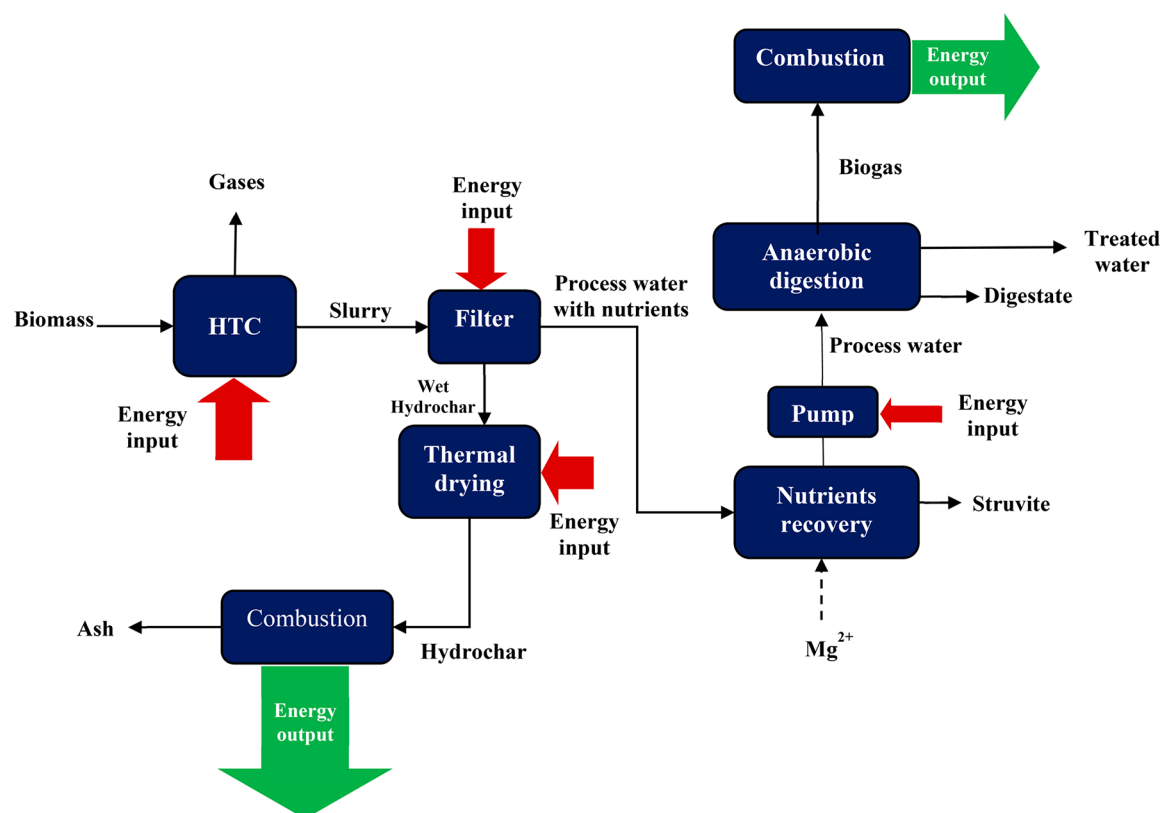 Combustion
Energy
output
Biogas
Gases
Energy
input
Anaerobic
digestion
Treated
water
Digestate
Biomass
HTC
Slurry
Filter
Process water
with nutrients
Process water
Energy
input
Wet
Hydrochar
Pump
Energy
input
Thermal
drying
Energy
input
Nutrients
recovery
Struvite
Mg2+
Combustion
Ash
Hydrochar
Energy
output